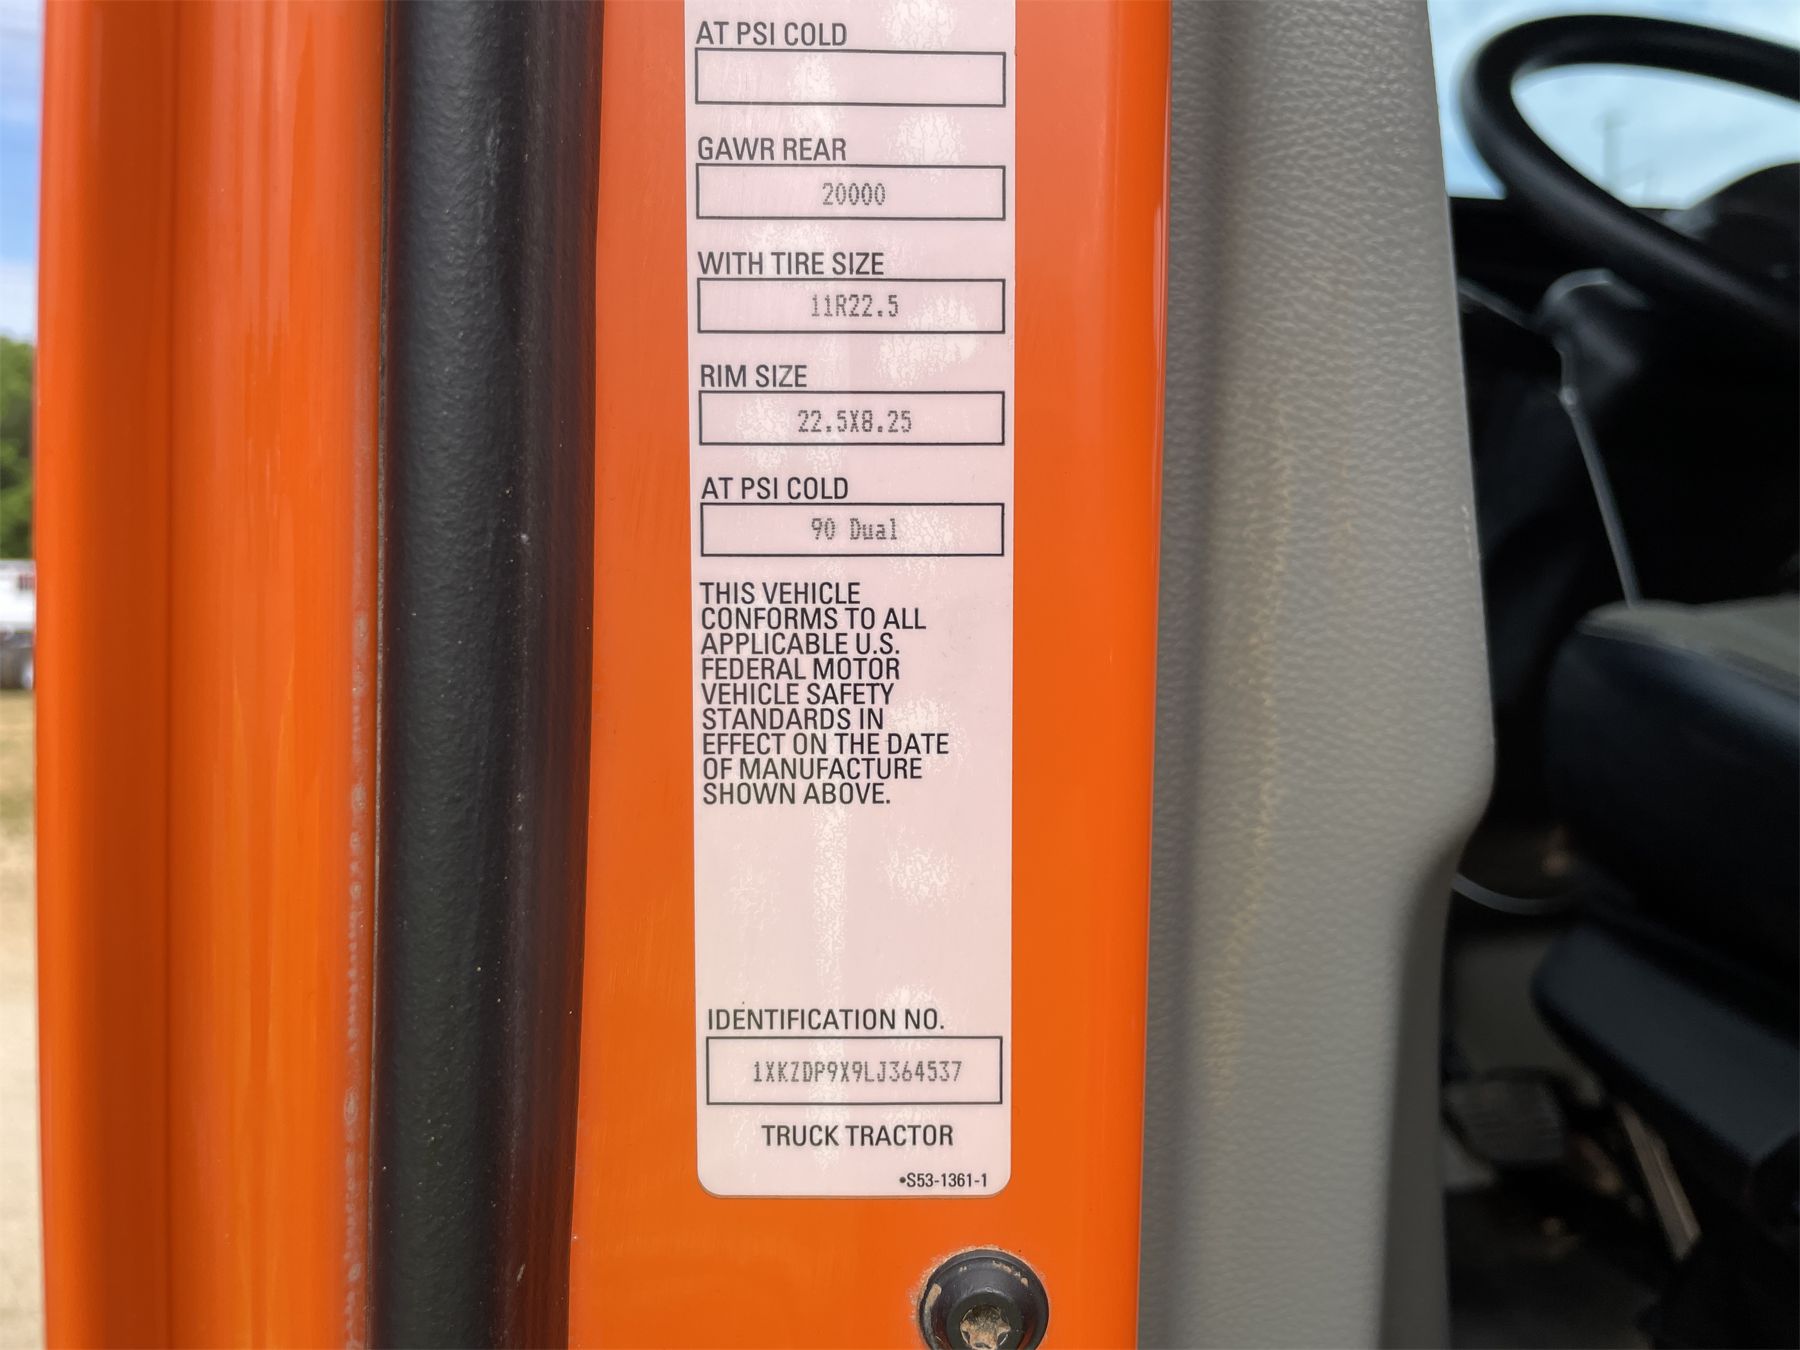 AT PSI COLD
GAWR REAR
20000
WITH TIRE SIZE
11R22.5
RIM SIZE
22.5X8.25
AT PSI COLD
90 Dual
THIS VEHICLE
CONFORMS TO ALL
APPLICABLE U.S.
FEDERAL MOTOR
VEHICLE SAFETY
STANDARDS IN
EFFECT ON THE DATE
OF MANUFACTURE
SHOWN ABOVE.
IDENTIFICATION NO.
1XKZDP9X9LJ364537
TRUCK TRACTOR
•S53-1361-1